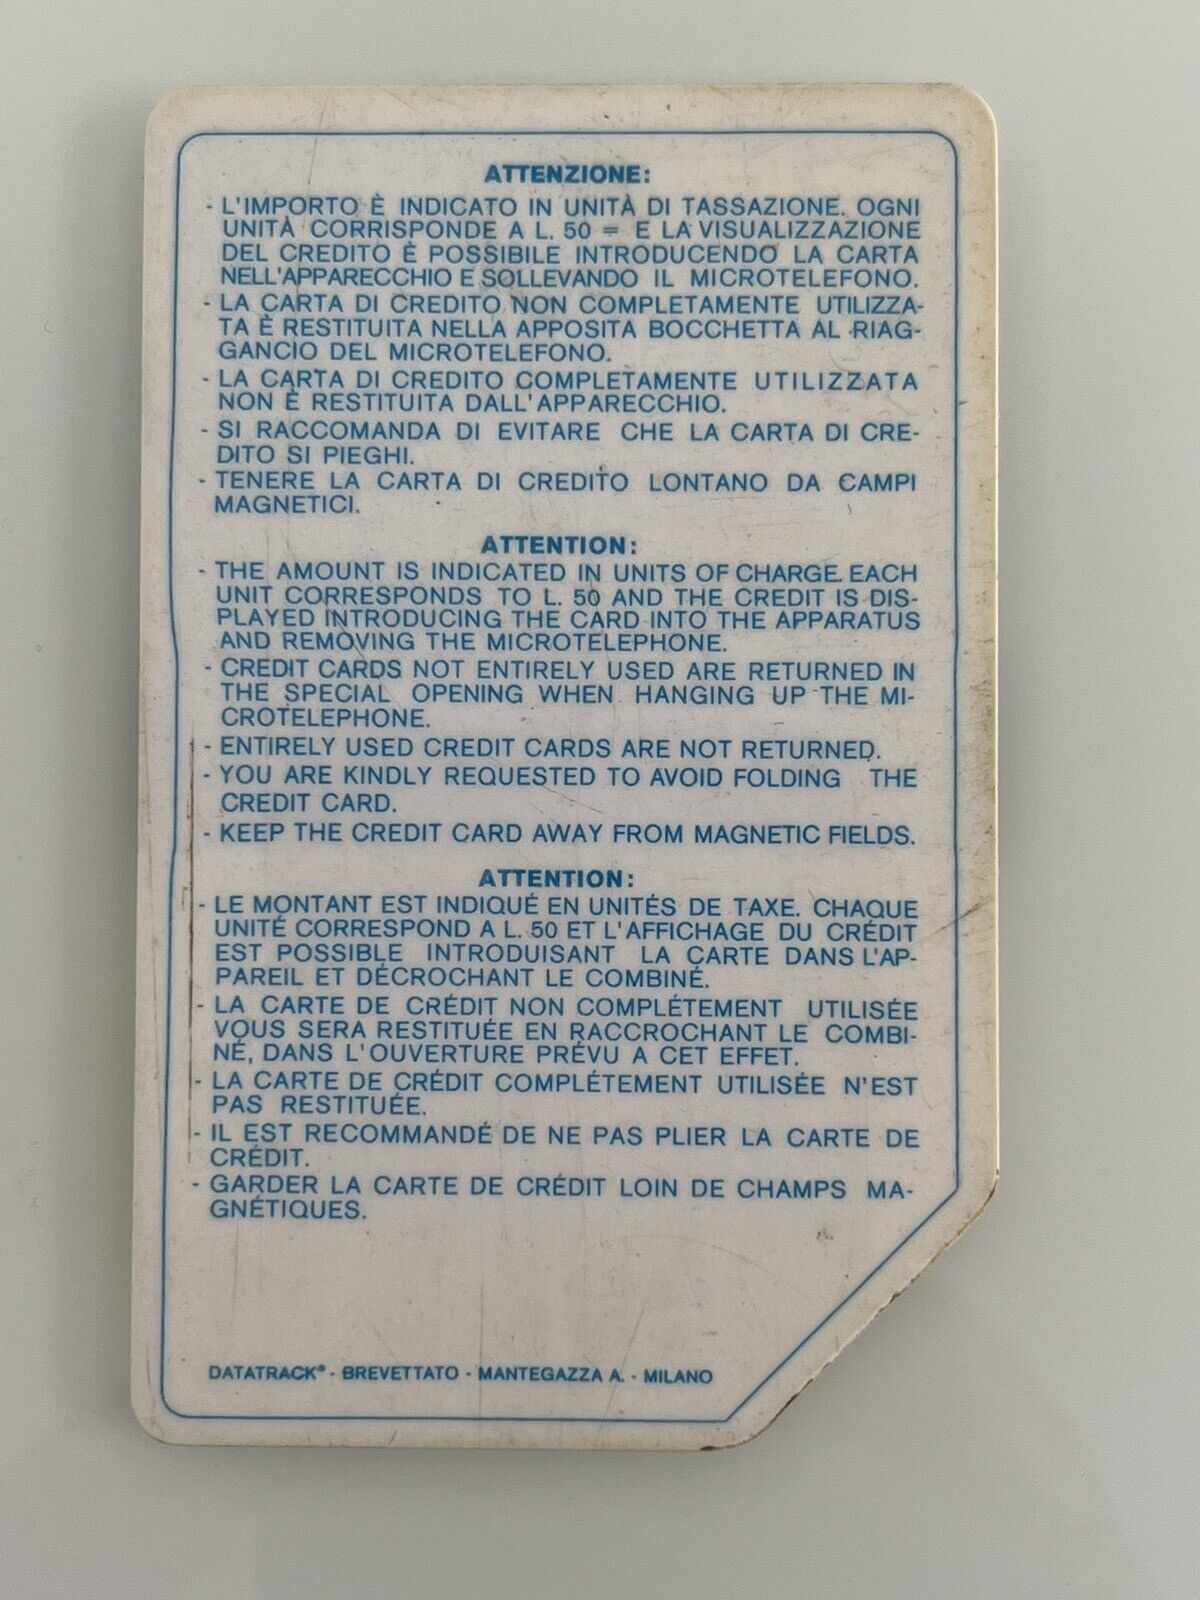 ATTENZIONE:
- L'IMPORTO È INDICATO IN UNITÀ DI TASSAZIONE. OGNI
UNITÀ CORRISPONDE A L. 50 = E LA VISUALIZZAZIONE
DEL CREDITO È POSSIBILE INTRODUCENDO LA CARTA
NELL'APPARECCHIO E SOLLEVANDO IL MICROTELEFONO.
- LA CARTA DI CREDITO NON COMPLETAMENTE UTILIZZA-
TA È RESTITUITA NELLA APPOSITA BOCCHETTA AL RIAG-
GANCIO DEL MICROTELEFONO.
- LA CARTA DI CREDITO COMPLETAMENTE UTILIZZATA
NON È RESTITUITA DALL'APPARECCHIO.
- SI RACCOMANDA DI EVITARE CHE LA CARTA DI CRE-
DITO SI PIEGHI.
- TENERE LA CARTA DI CREDITO LONTANO DA CAMPI
MAGNETICI.
ATTENTION:
- THE AMOUNT IS INDICATED IN UNITS OF CHARGE. EACH
UNIT CORRESPONDS TO L. 50 AND THE CREDIT IS DIS-
PLAYED INTRODUCING THE CARD INTO THE APPARATUS
AND REMOVING THE MICROTELEPHONE.
- CREDIT CARDS NOT ENTIRELY USED ARE RETURNED IN
THE SPECIAL OPENING WHEN HANGING UP THE MI-
CROTELEPHONE.
- ENTIRELY USED CREDIT CARDS ARE NOT RETURNED.
- YOU ARE KINDLY REQUESTED TO AVOID FOLDING THE
CREDIT CARD.
- KEEP THE CREDIT CARD AWAY FROM MAGNETIC FIELDS.
ATTENTION:
- LE MONTANT EST INDIQUÉ EN UNITÉS DE TAXE. CHAQUE
UNITÉ CORRESPOND A L. 50 ET L'AFFICHAGE DU CRÉDIT
EST POSSIBLE INTRODUISANT LA CARTE DANS L'AP-
PAREIL ET DÉCROCHANT LE COMBINÉ.
- LA CARTE DE CRÉDIT NON COMPLÉTEMENT UTILISÉE
VOUS SERA RESTITUÉE EN RACCROCHANT LE COMBI-
NÉ, DANS L'OUVERTURE PRÉVU A CET EFFET.
- LA CARTE DE CRÉDIT COMPLÉTEMENT UTILISÉE N'EST
PAS RESTITUÉE.
- IL EST RECOMMANDÉ DE NE PAS PLIER LA CARTE DE
CRÉDIT.
- GARDER LA CARTE DE CRÉDIT LOIN DE CHAMPS MA-
GNÉTIQUES.
DATATRACK® - BREVETTATO - MANTEGAZZA A. - MILANO